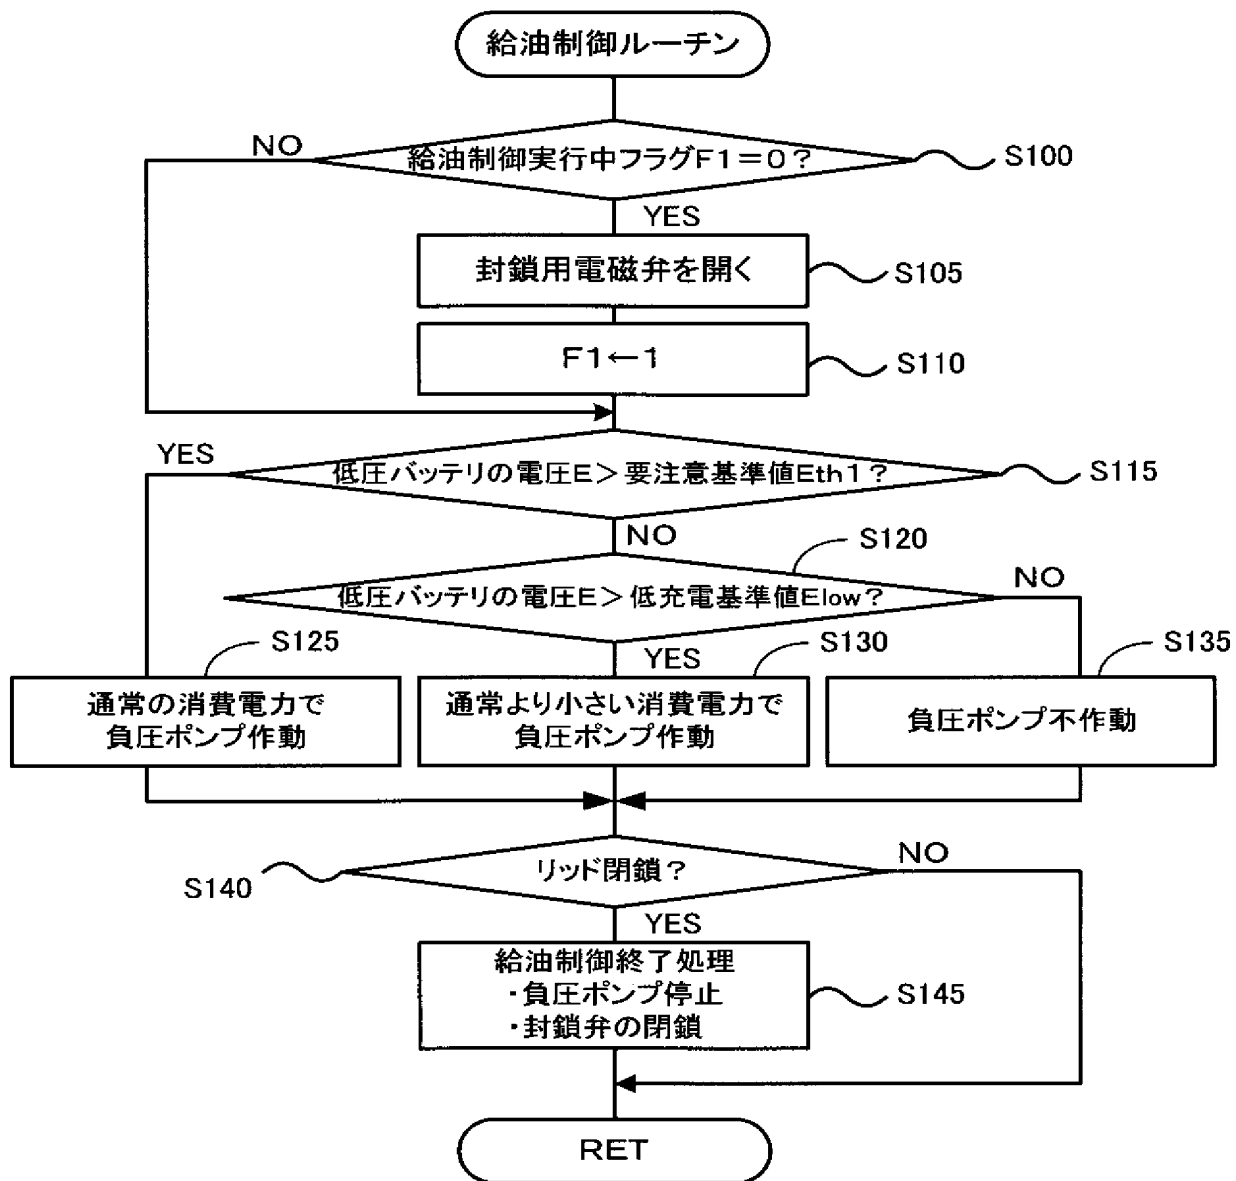 給油制御ルーチン
NO
給油制御実行中フラグF1=0?
S100
YES
封鎖用電磁弁を開く
S105
F1←1
S110
YES
低圧バッテリの電圧E>要注意基準値Eth1?
S115
NO
S120
低圧バッテリの電圧E>低充電基準値Elow?
NO
S125
YES
S130
S135
通常の消費電力で
負圧ポンプ作動
通常より小さい消費電力で
負圧ポンプ作動
負圧ポンプ不作動
リッド閉鎖?
NO
S140
YES
給油制御終了処理
・負圧ポンプ停止
・封鎖弁の閉鎖
S145
RET